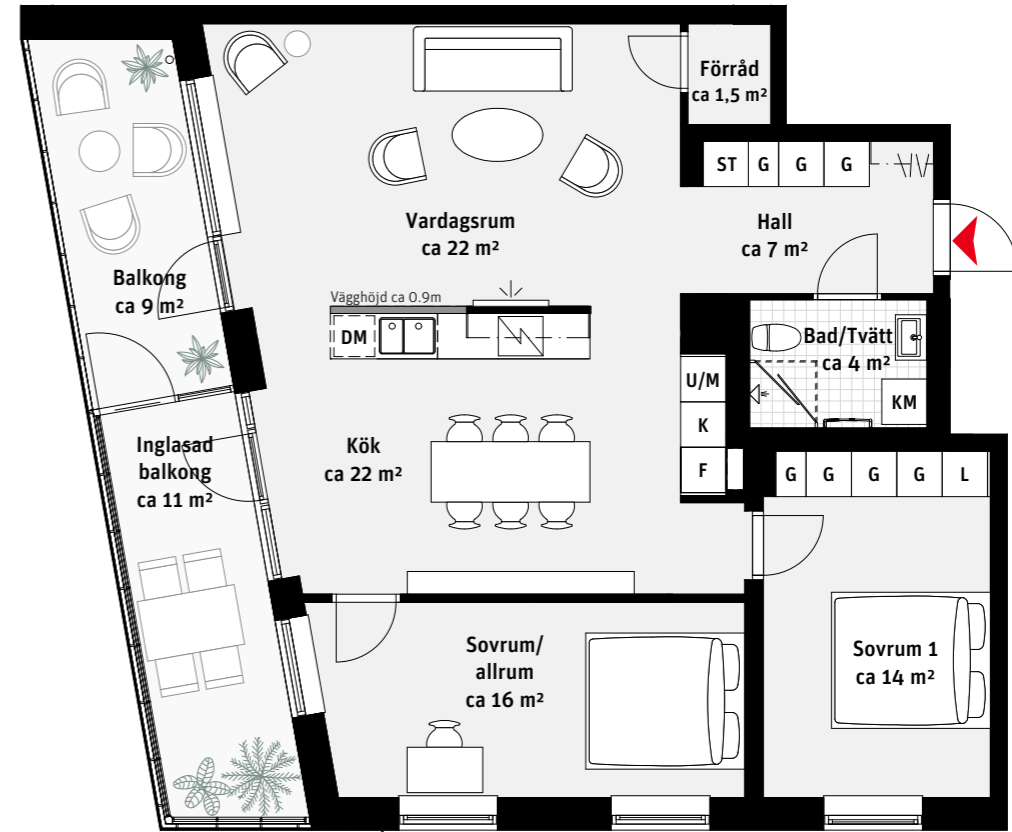 Förråd
ca 1,5 m²
ST
G
G
G
Vardagsrum
ca 22 m²
Hall
ca 7 m²
Balkong
ca 9 m²
Vägghöjd ca 0.9m
DM
Bad/Tvätt
ca 4 m²
KM
U/M
K
F
Inglasad
balkong
ca 11 m²
Kök
ca 22 m²
G
G
G
G
L
Sovrum/
allrum
ca 16 m²
Sovrum 1
ca 14 m²